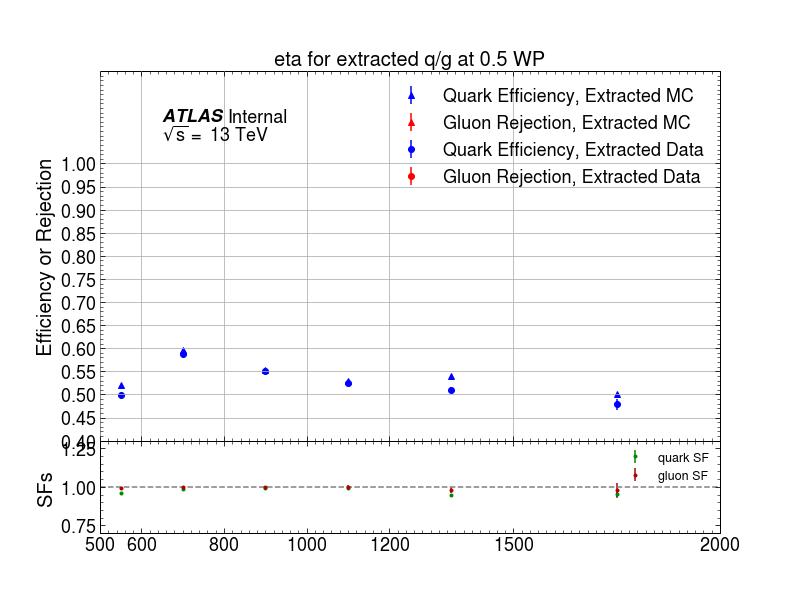 eta for extracted q/g at 0.5 WP
ATLAS Internal
√s = 13 TeV
Quark Efficiency, Extracted MC
Gluon Rejection, Extracted MC
Quark Efficiency, Extracted Data
Gluon Rejection, Extracted Data
Efficiency or Rejection
1.00
0.95
0.90
0.85
0.80
0.75
0.70
0.65
0.60
0.55
0.50
0.45
0.40
SFs
1.25
1.00
0.75
quark SF
gluon SF
500 600 800 1000 1200 1500 2000